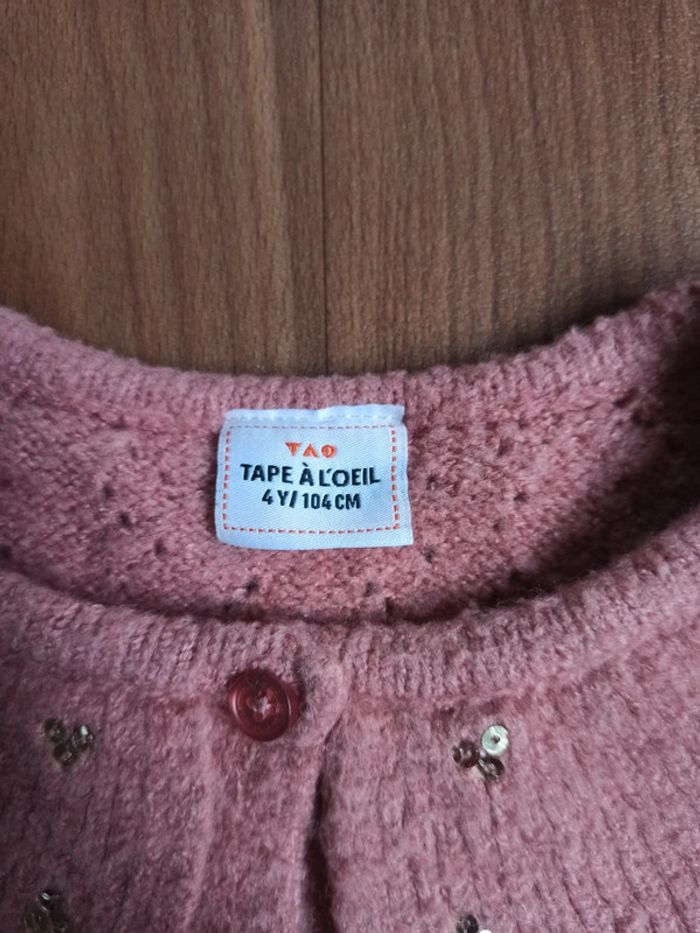 TAO
TAPE À L'OEIL
4 Y/ 104 CM